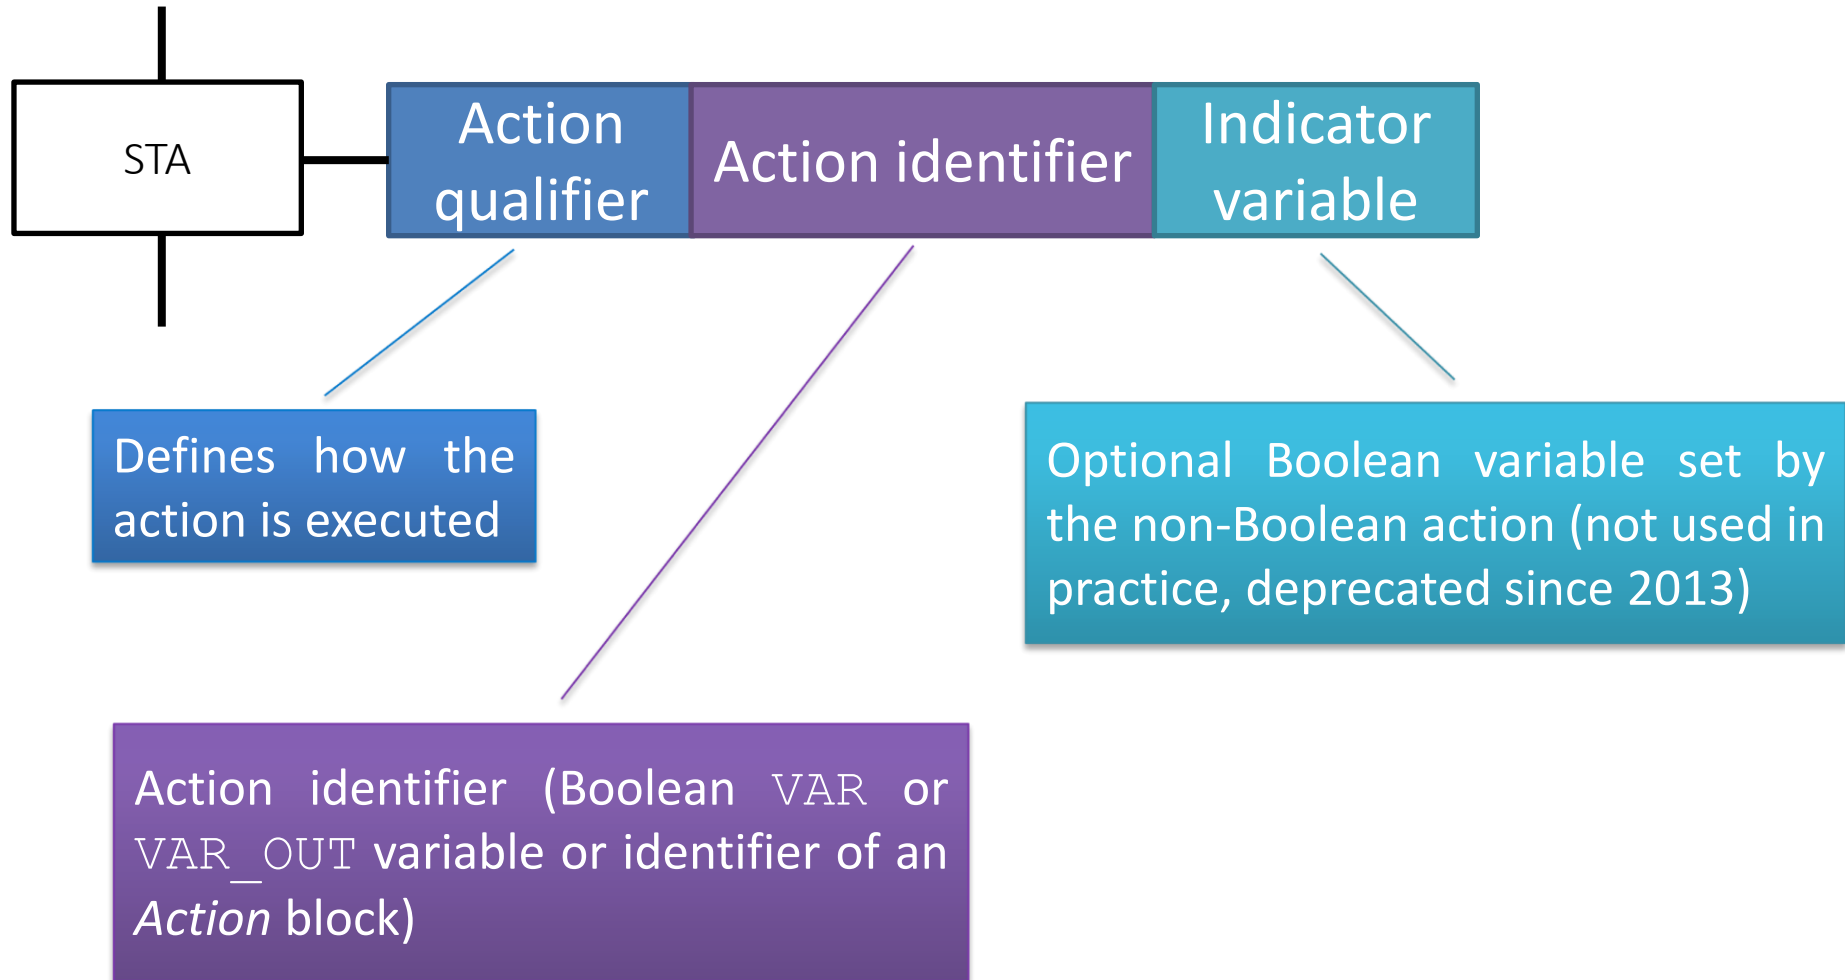 STA
Action
qualifier
Action identifier
Indicator
variable
Defines how the
action is executed
Optional Boolean variable set by
the non-Boolean action (not used in
practice, deprecated since 2013)
Action identifier (Boolean VAR or
VAR_OUT variable or identifier of an
Action block)